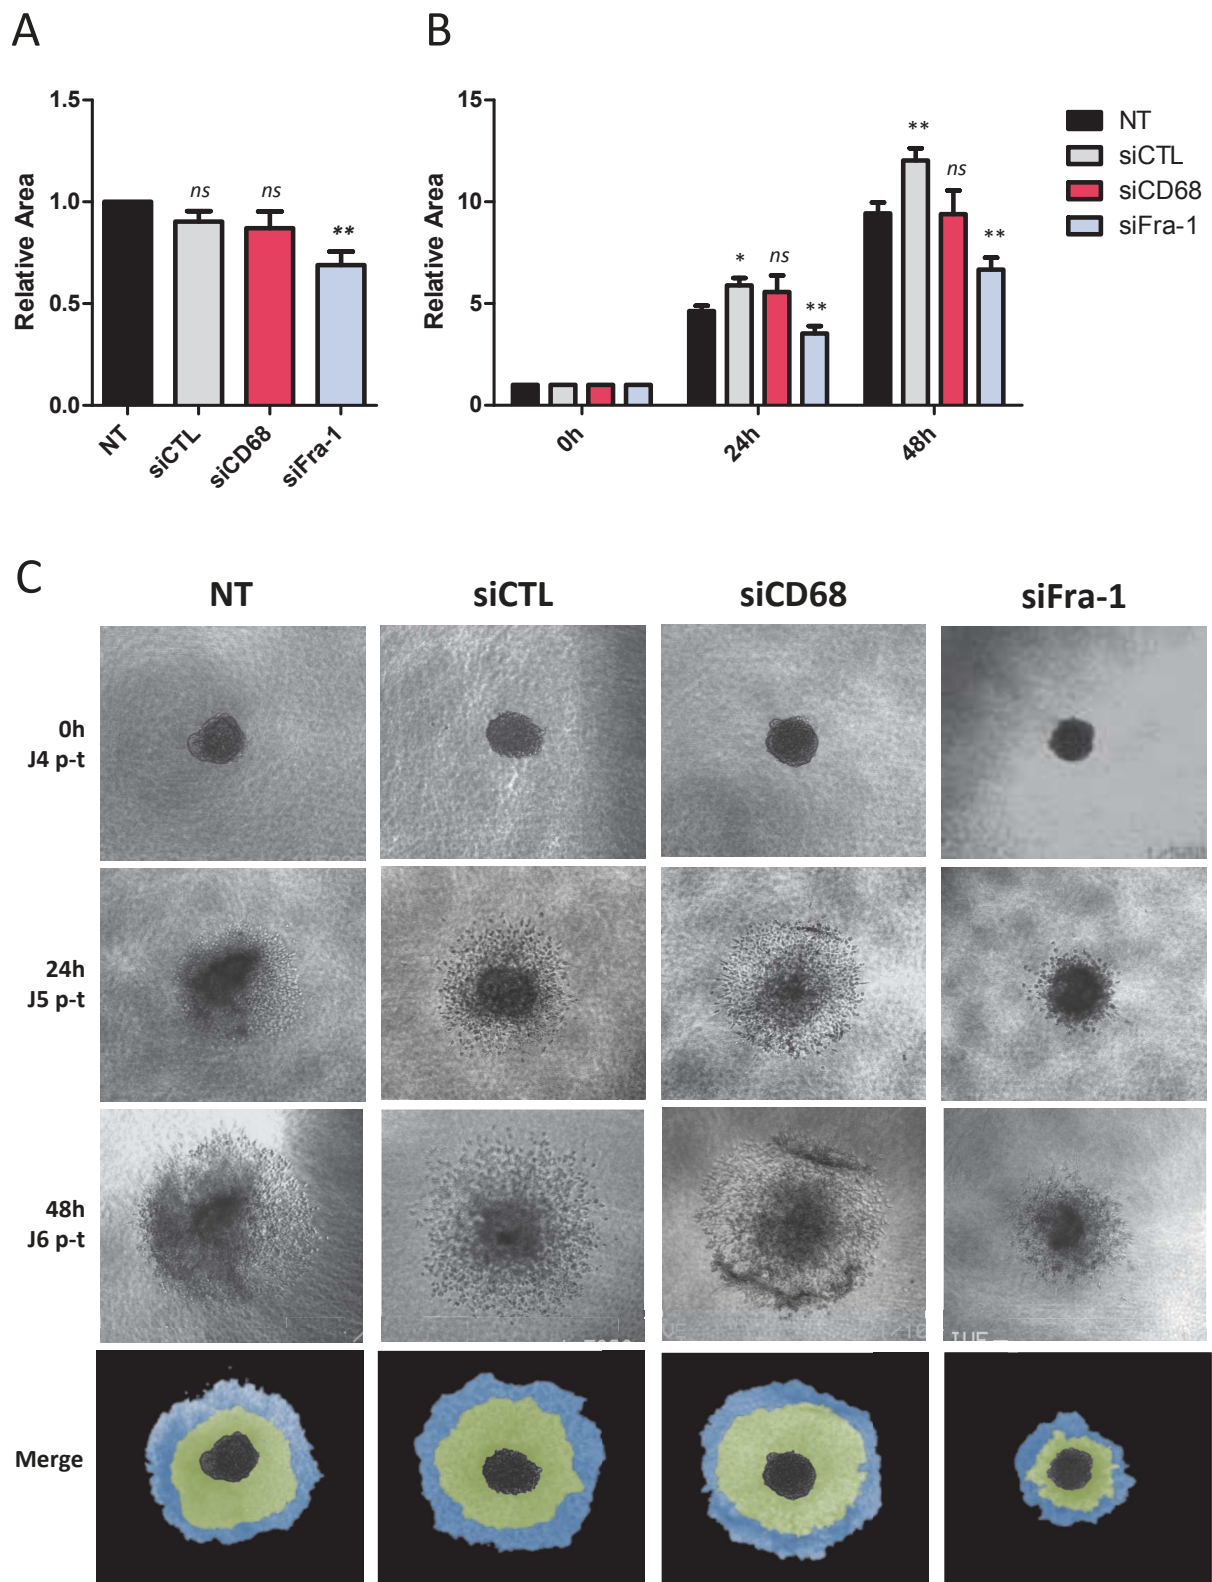 A
B
Relative Area
1.5
1.0
0.5
0.0
ns
ns
**
NT
siCTL
siCD68
siFra-1
Relative Area
15
10
5
0
*
ns
**
**
ns
**
0h
24h
48h
NT
siCTL
siCD68
siFra-1
C
NT
siCTL
siCD68
siFra-1
0h
J4 p-t
24h
J5 p-t
48h
J6 p-t
Merge